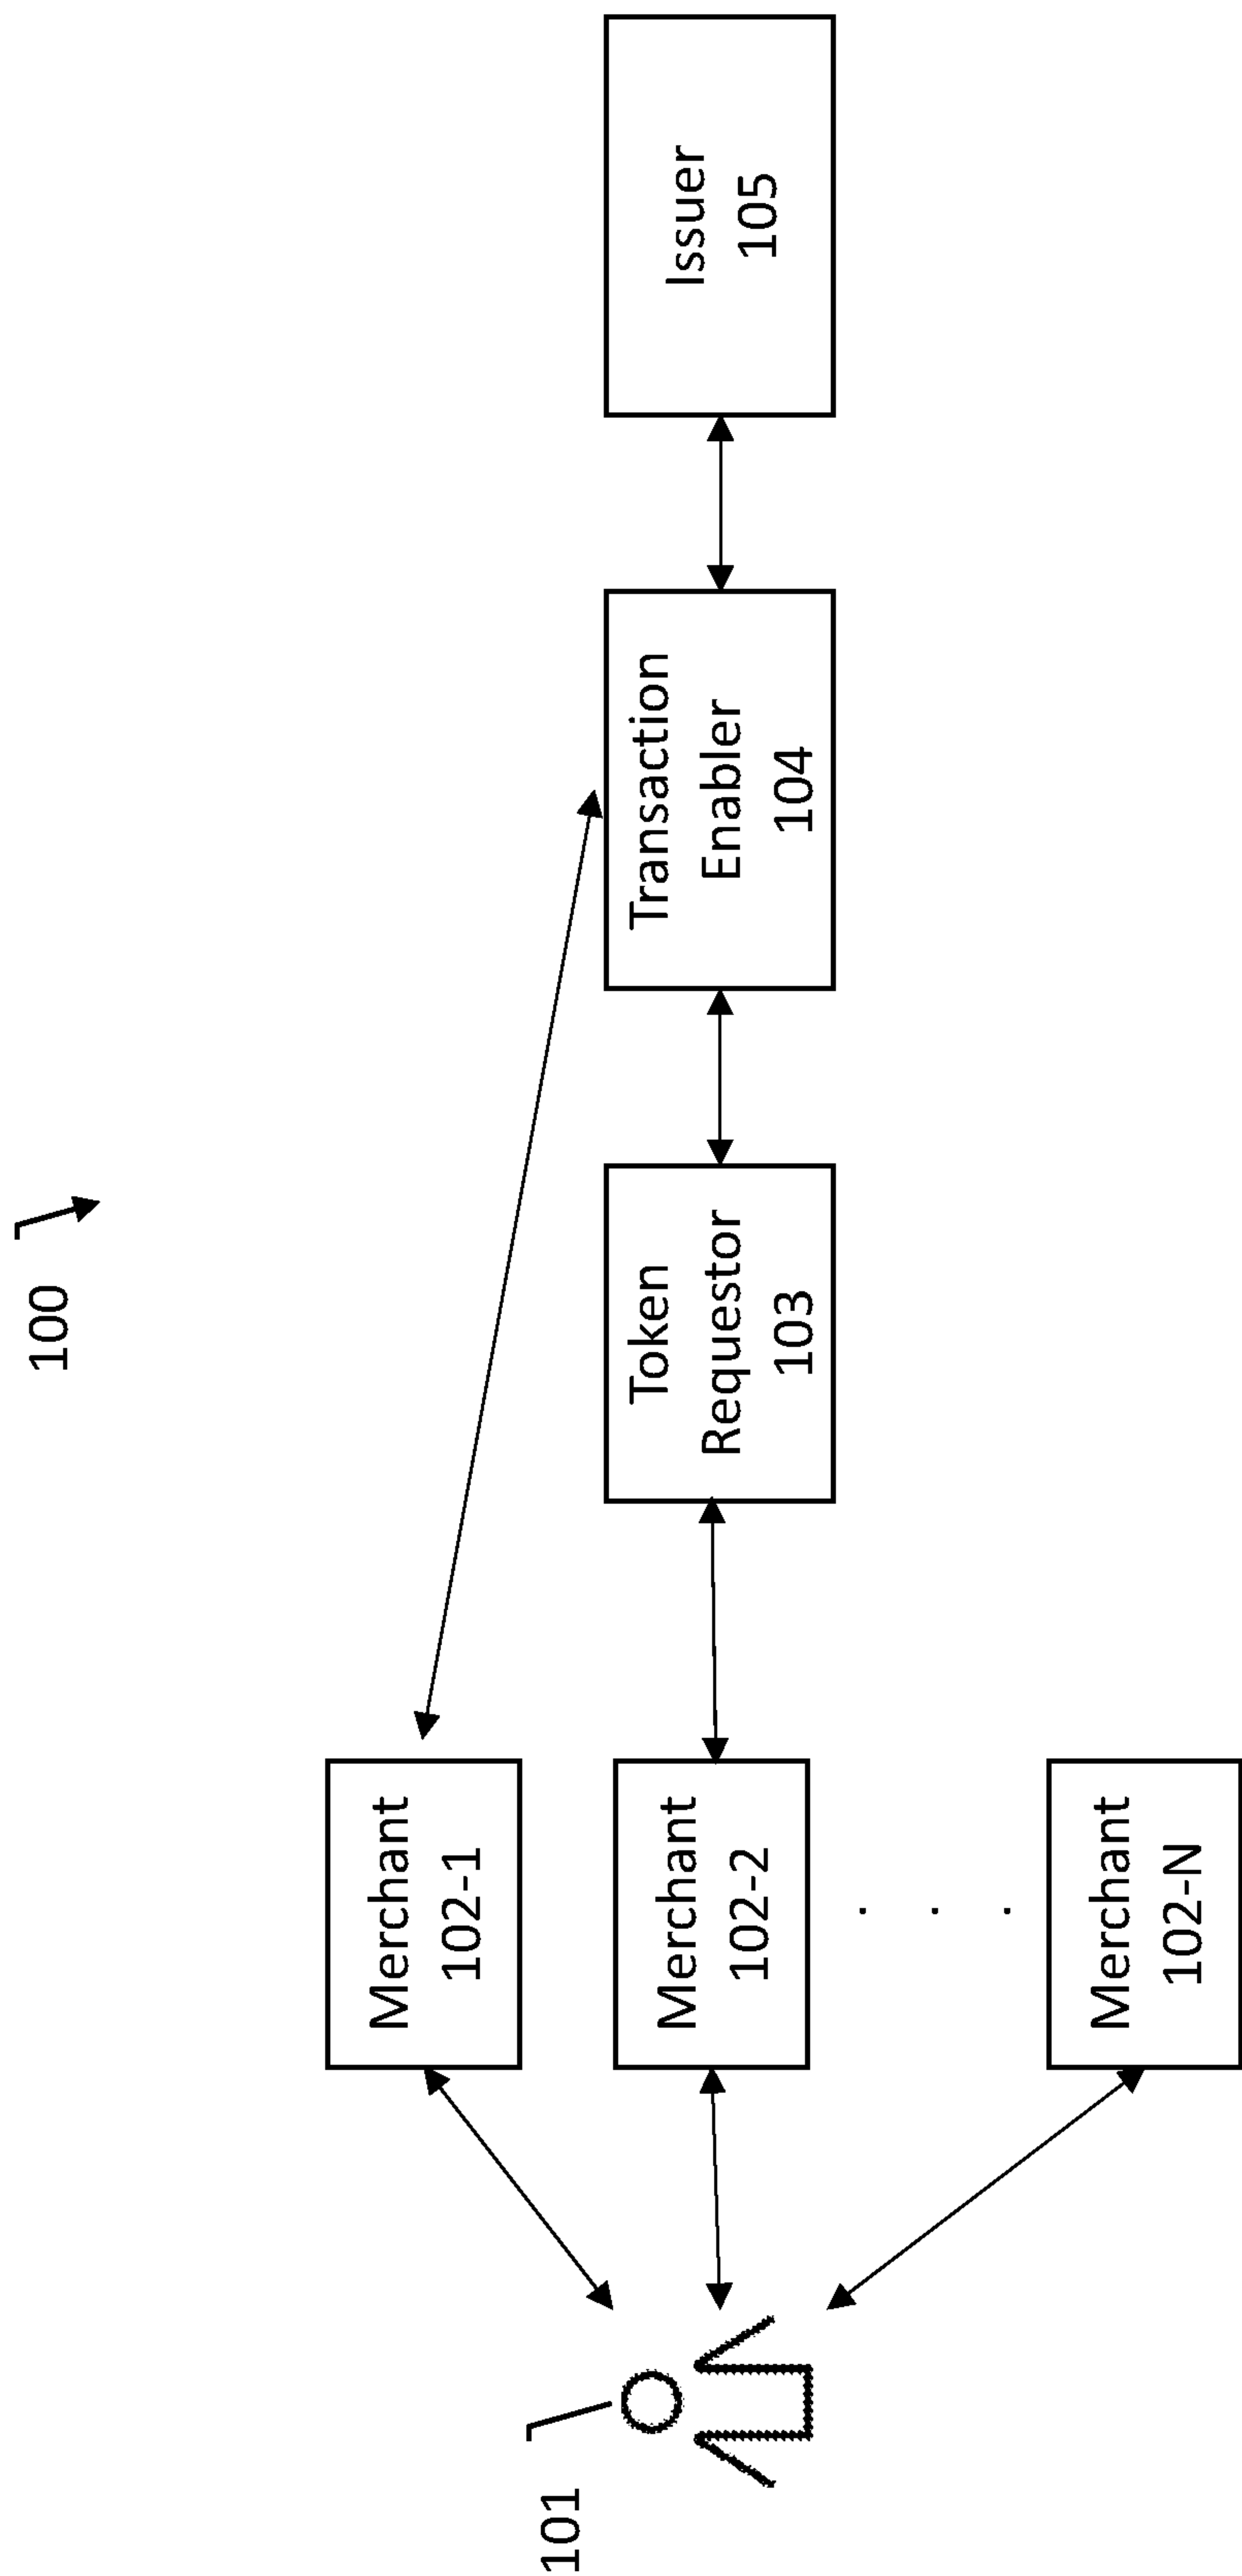 100
101
Merchant
102-1
Merchant
102-2
. . .
Merchant
102-N
Token
Requestor
103
Transaction
Enabler
104
Issuer
105